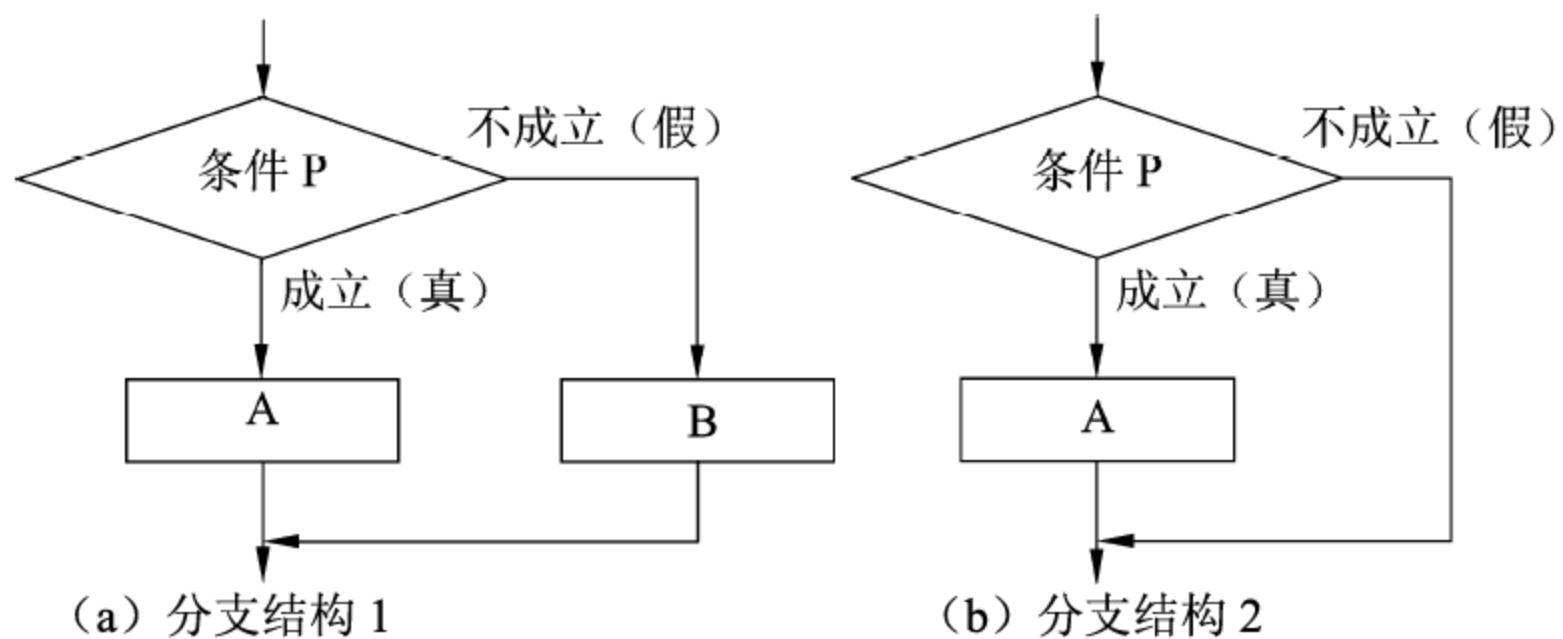 不成立（假）
条件 P
成立（真）
A
B
（a）分支结构 1
不成立（假）
条件 P
成立（真）
A
（b）分支结构 2